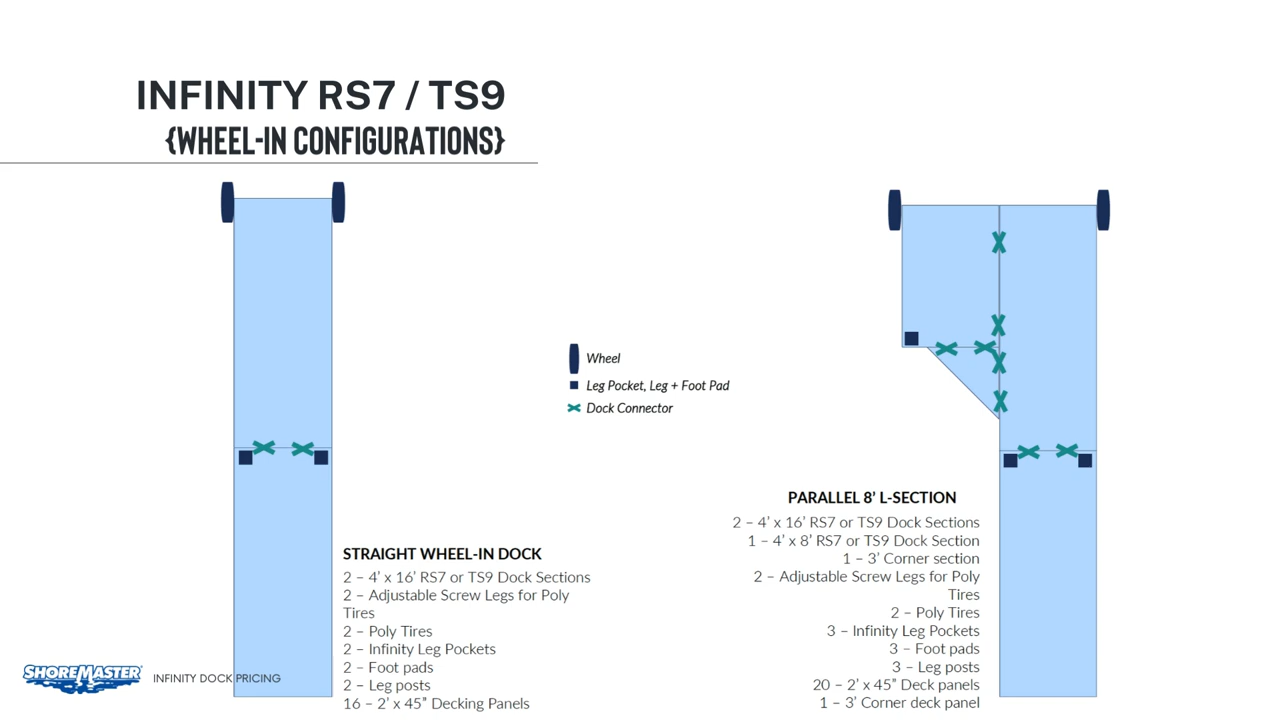 INFINITY RS7 / TS9
{WHEEL-IN CONFIGURATIONS}
Wheel
Leg Pocket, Leg + Foot Pad
Dock Connector
STRAIGHT WHEEL-IN DOCK
2 – 4' x 16' RS7 or TS9 Dock Sections
2 – Adjustable Screw Legs for Poly
Tires
2 – Poly Tires
2 – Infinity Leg Pockets
2 – Foot pads
2 – Leg posts
16 – 2' x 45” Decking Panels
PARALLEL 8’ L-SECTION
2 – 4’ x 16’ RS7 or TS9 Dock Sections
1 – 4’ x 8’ RS7 or TS9 Dock Section
1 – 3’ Corner section
2 – Adjustable Screw Legs for Poly
Tires
2 – Poly Tires
3 – Infinity Leg Pockets
3 – Foot pads
3 – Leg posts
20 – 2’ x 45” Deck panels
1 – 3’ Corner deck panel
SHOREMASTER
INFINITY DOCK PRICING